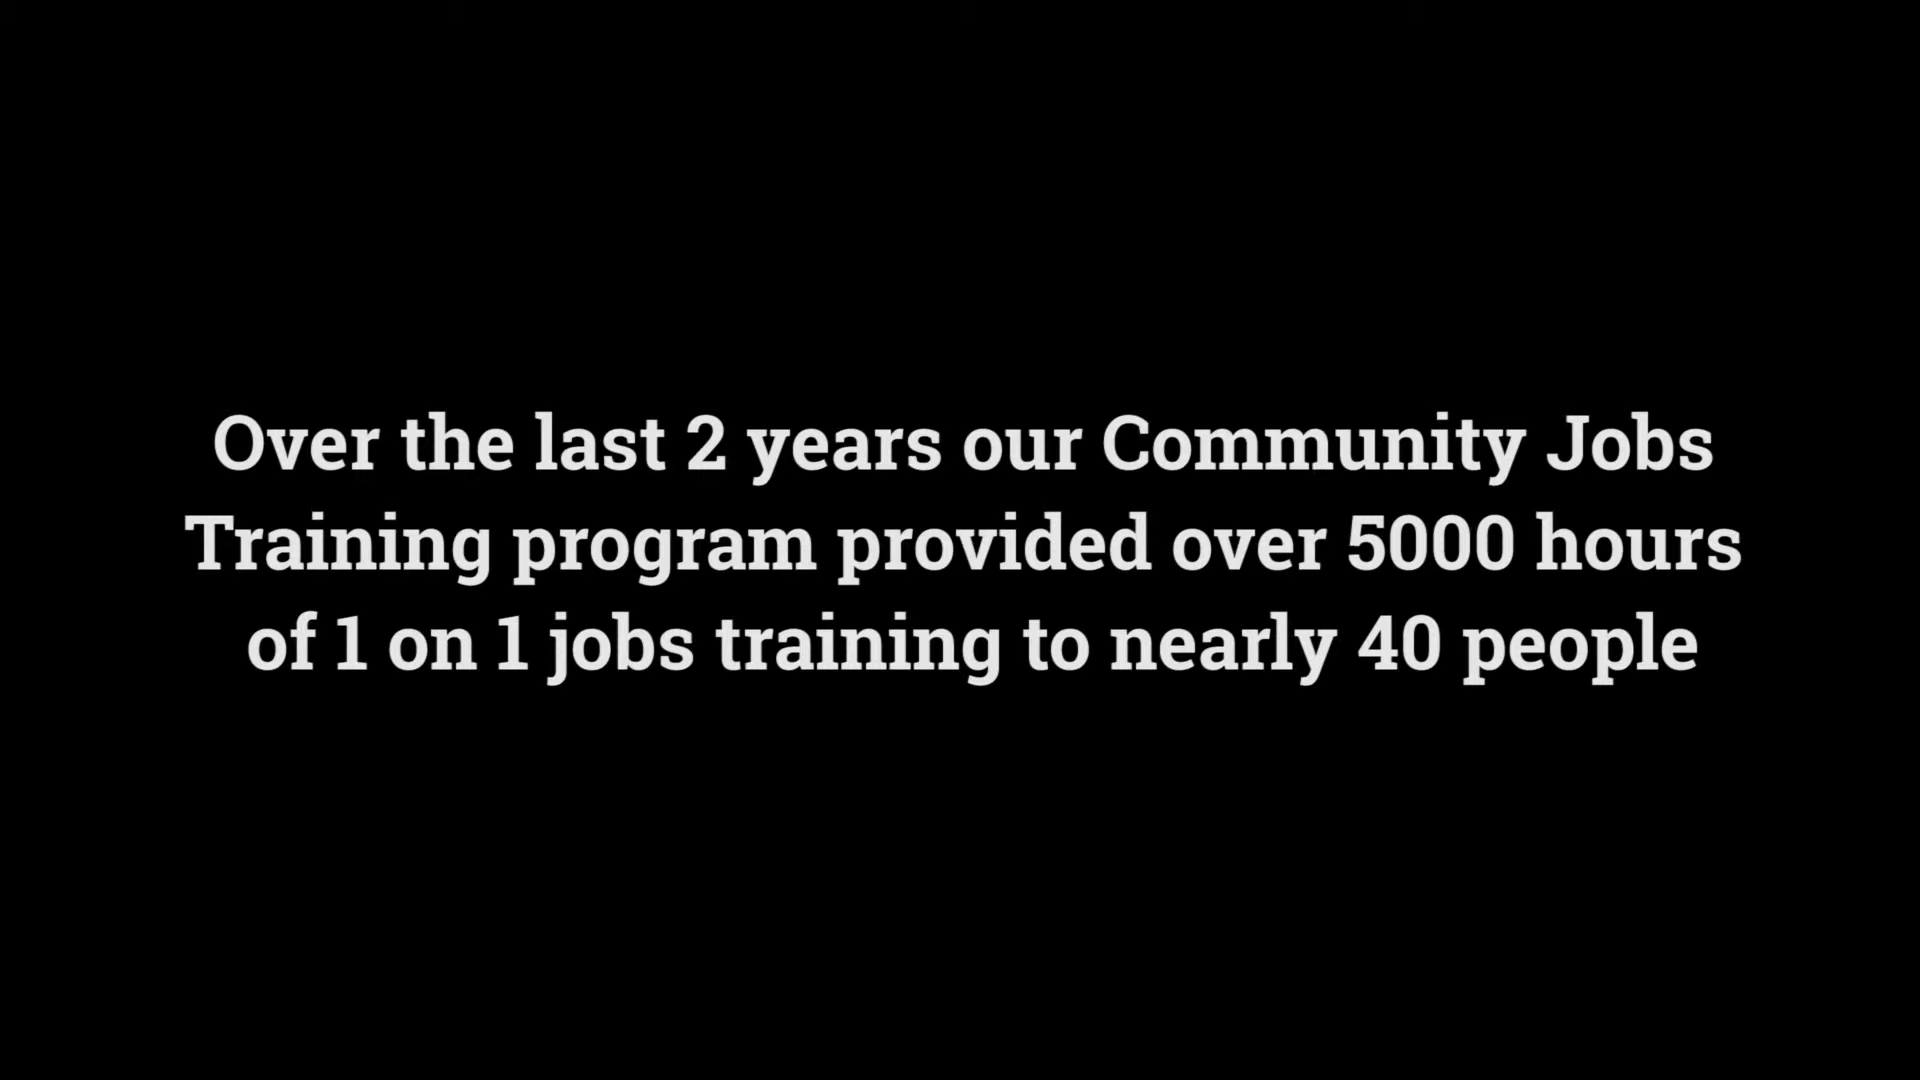 Over the last 2 years our Community Jobs
Training program provided over 5000 hours
of 1 on 1 jobs training to nearly 40 people